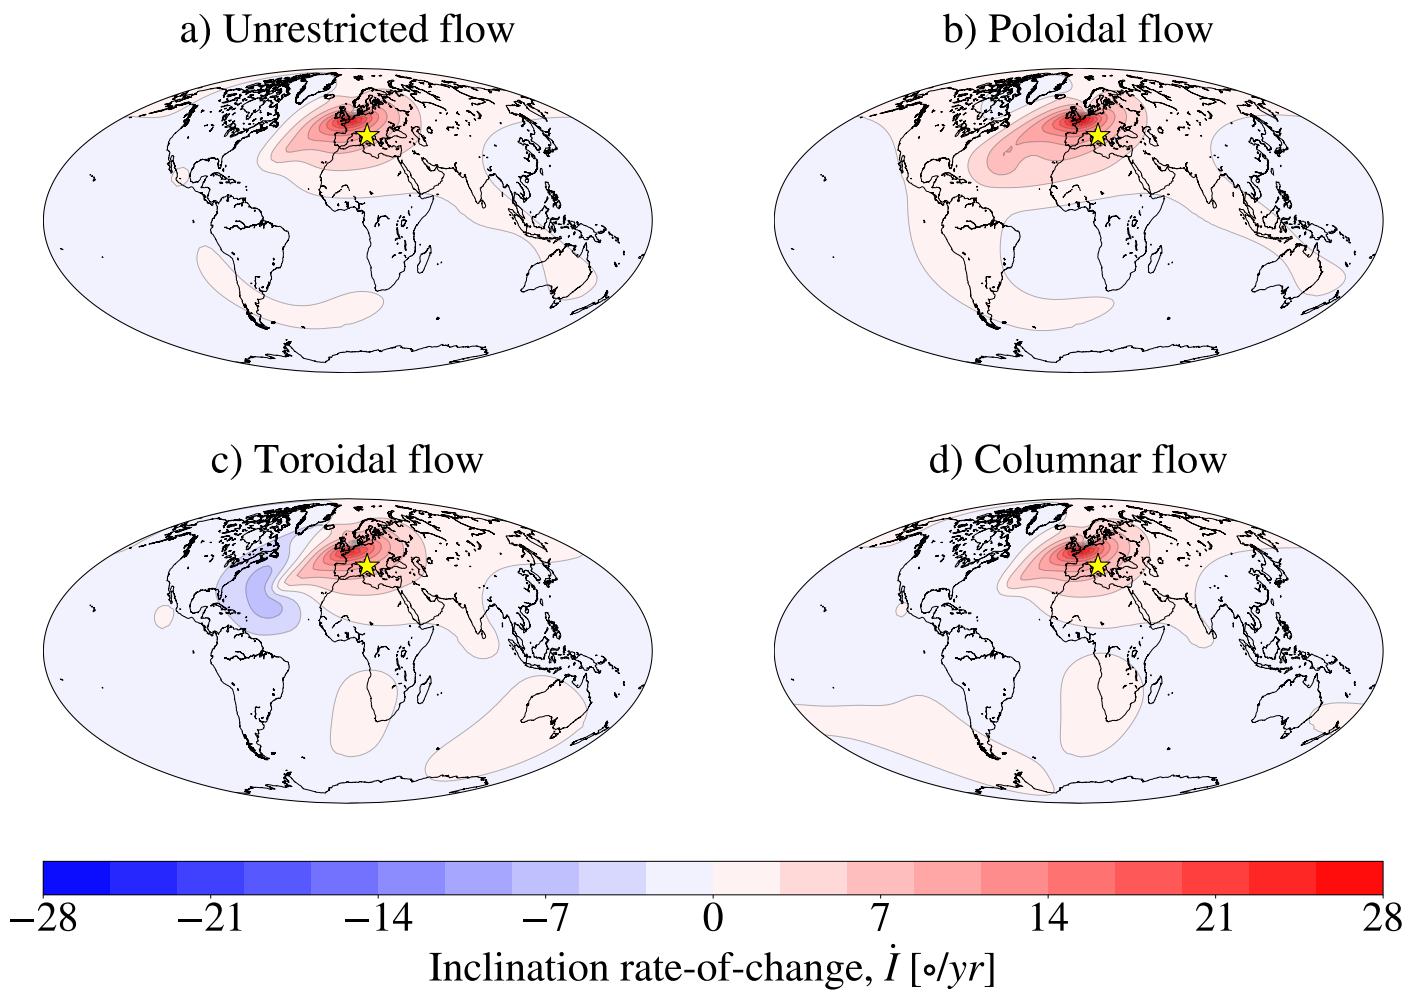 a) Unrestricted flow
b) Poloidal flow
c) Toroidal flow
d) Columnar flow
−28 −21 −14 −7 0 7 14 21 28
Inclination rate-of-change, İ [∘/yr]